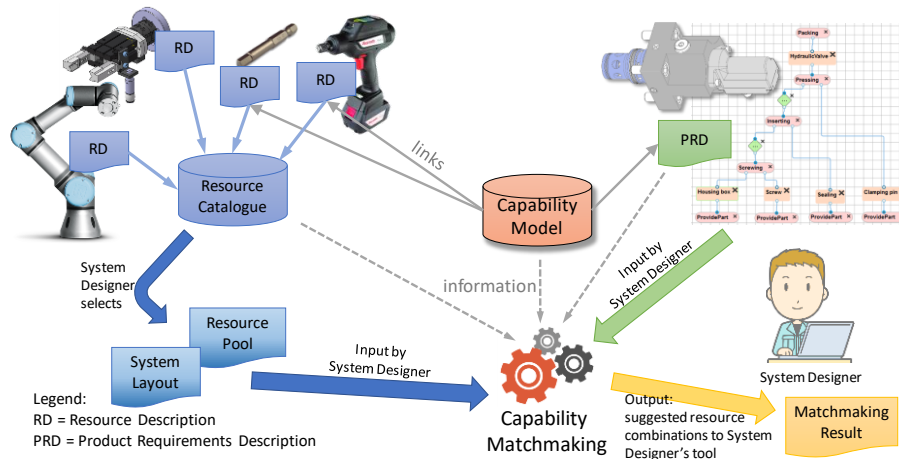 RD
RD
RD
RD
Resource
Catalogue
links
Capability
Model
PRD
Packing
HydraulicValve
Pressing
Inserting
Screwing
Housing box
Screw
Sealing
Clamping pin
ProvidePart
ProvidePart
ProvidePart
ProvidePart
System
Designer
selects
information
Input by
System Designer
Resource
Pool
System
Layout
Input by
System Designer
System Designer
Capability
Matchmaking
Output:
suggested resource
combinations to System
Designer's tool
Matchmaking
Result
Legend:
RD = Resource Description
PRD = Product Requirements Description